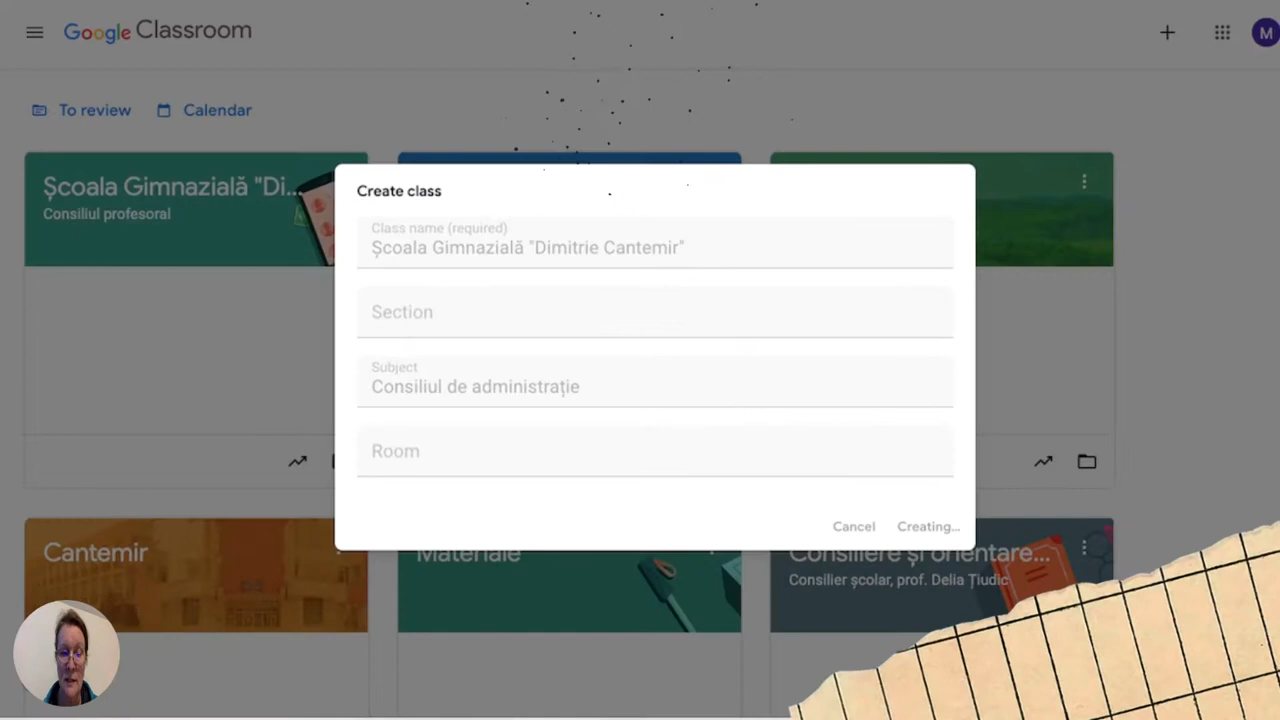 Google Classroom
M
To review
Calendar
Școala Gimnazială "Di...
Consiliul profesoral
Create class
Class name (required)
Școala Gimnazială "Dimitrie Cantemir"
Section
Subject
Consiliul de administrație
Room
Cancel
Creating...
Cantemir
Materiale
Consiliere și orientare...
Consilier școlar, prof. Delia Țiudic